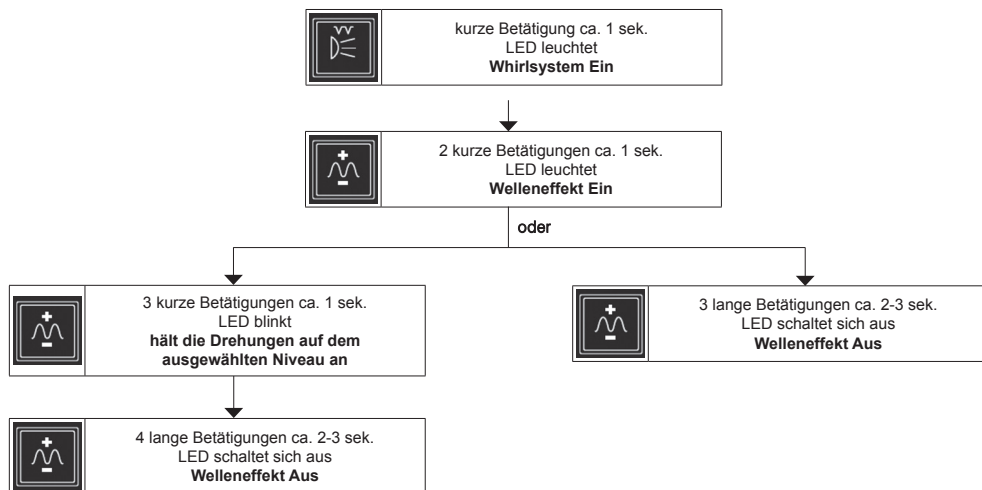 kurze Betätigung ca. 1 sek.
LED leuchtet
Whirlsystem Ein
2 kurze Betätigungen ca. 1 sek.
LED leuchtet
Welleneffekt Ein
oder
3 kurze Betätigungen ca. 1 sek.
LED blinkt
hält die Drehungen auf dem
ausgewählten Niveau an
3 lange Betätigungen ca. 2-3 sek.
LED schaltet sich aus
Welleneffekt Aus
4 lange Betätigungen ca. 2-3 sek.
LED schaltet sich aus
Welleneffekt Aus